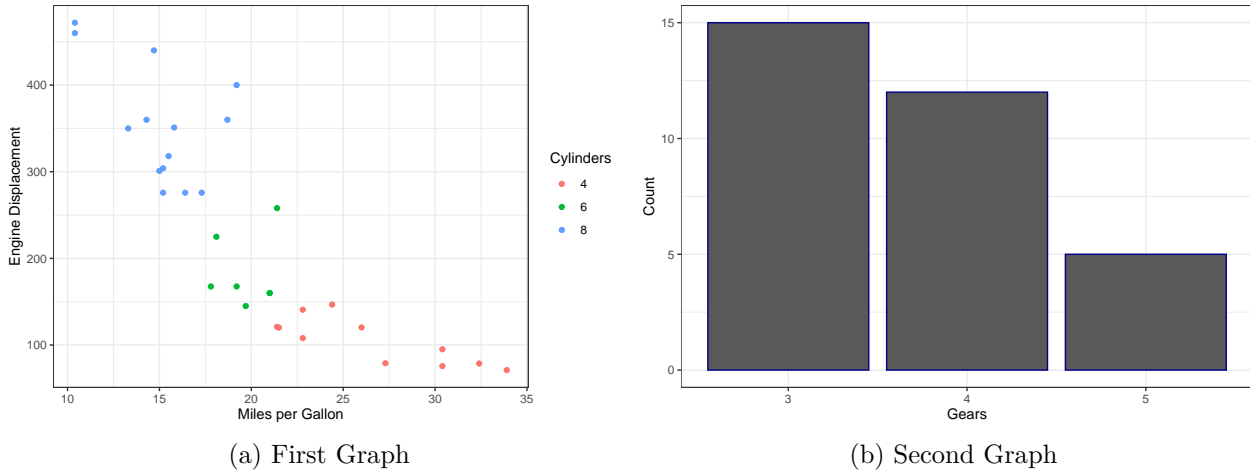 400
300
200
100
Engine Displacement
10 15 20 25 30 35
Miles per Gallon
Cylinders
4
6
8
(a) First Graph
15
10
5
0
Count
3 4 5
Gears
(b) Second Graph